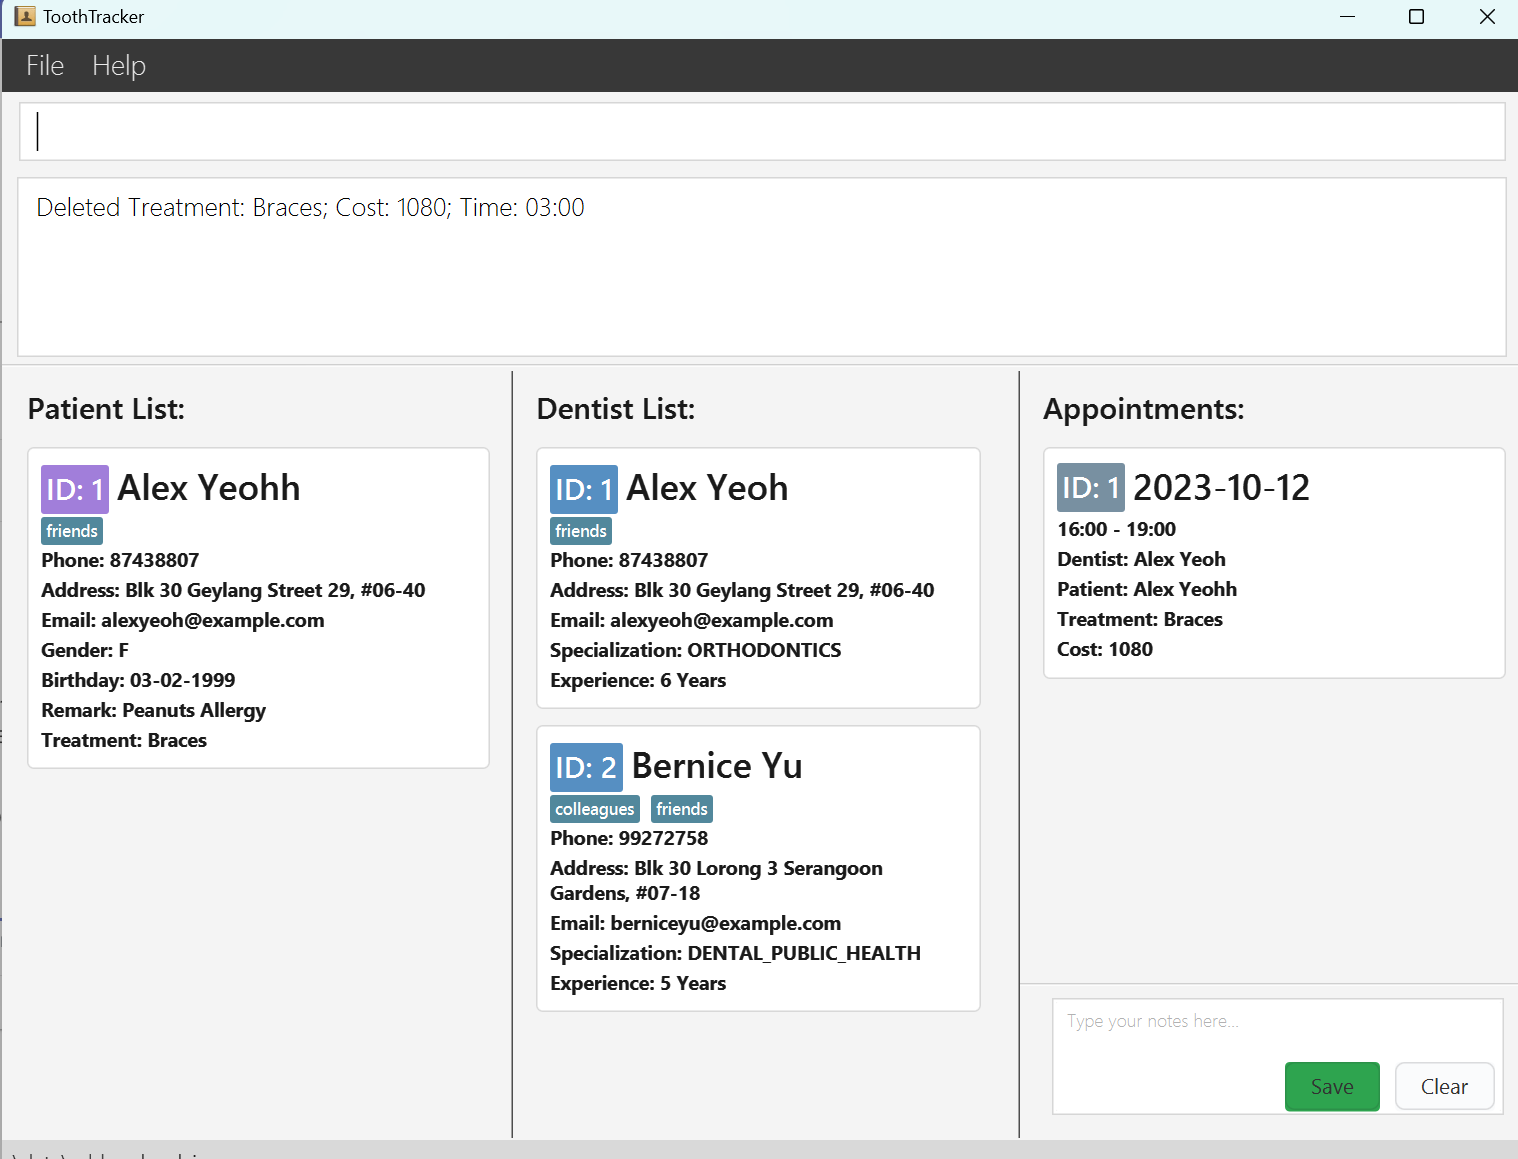 ToothTracker
File Help
Deleted Treatment: Braces; Cost: 1080; Time: 03:00
Patient List:
ID: 1 Alex Yeohh
friends
Phone: 87438807
Address: Blk 30 Geylang Street 29, #06-40
Email: alexyeoh@example.com
Gender: F
Birthday: 03-02-1999
Remark: Peanuts Allergy
Treatment: Braces
Dentist List:
ID: 1 Alex Yeoh
friends
Phone: 87438807
Address: Blk 30 Geylang Street 29, #06-40
Email: alexyeoh@example.com
Specialization: ORTHODONTICS
Experience: 6 Years
ID: 2 Bernice Yu
colleagues friends
Phone: 99272758
Address: Blk 30 Lorong 3 Serangoon
Gardens, #07-18
Email: berniceyu@example.com
Specialization: DENTAL_PUBLIC_HEALTH
Experience: 5 Years
Appointments:
ID: 1 2023-10-12
16:00 - 19:00
Dentist: Alex Yeoh
Patient: Alex Yeohh
Treatment: Braces
Cost: 1080
Type your notes here...
Save Clear